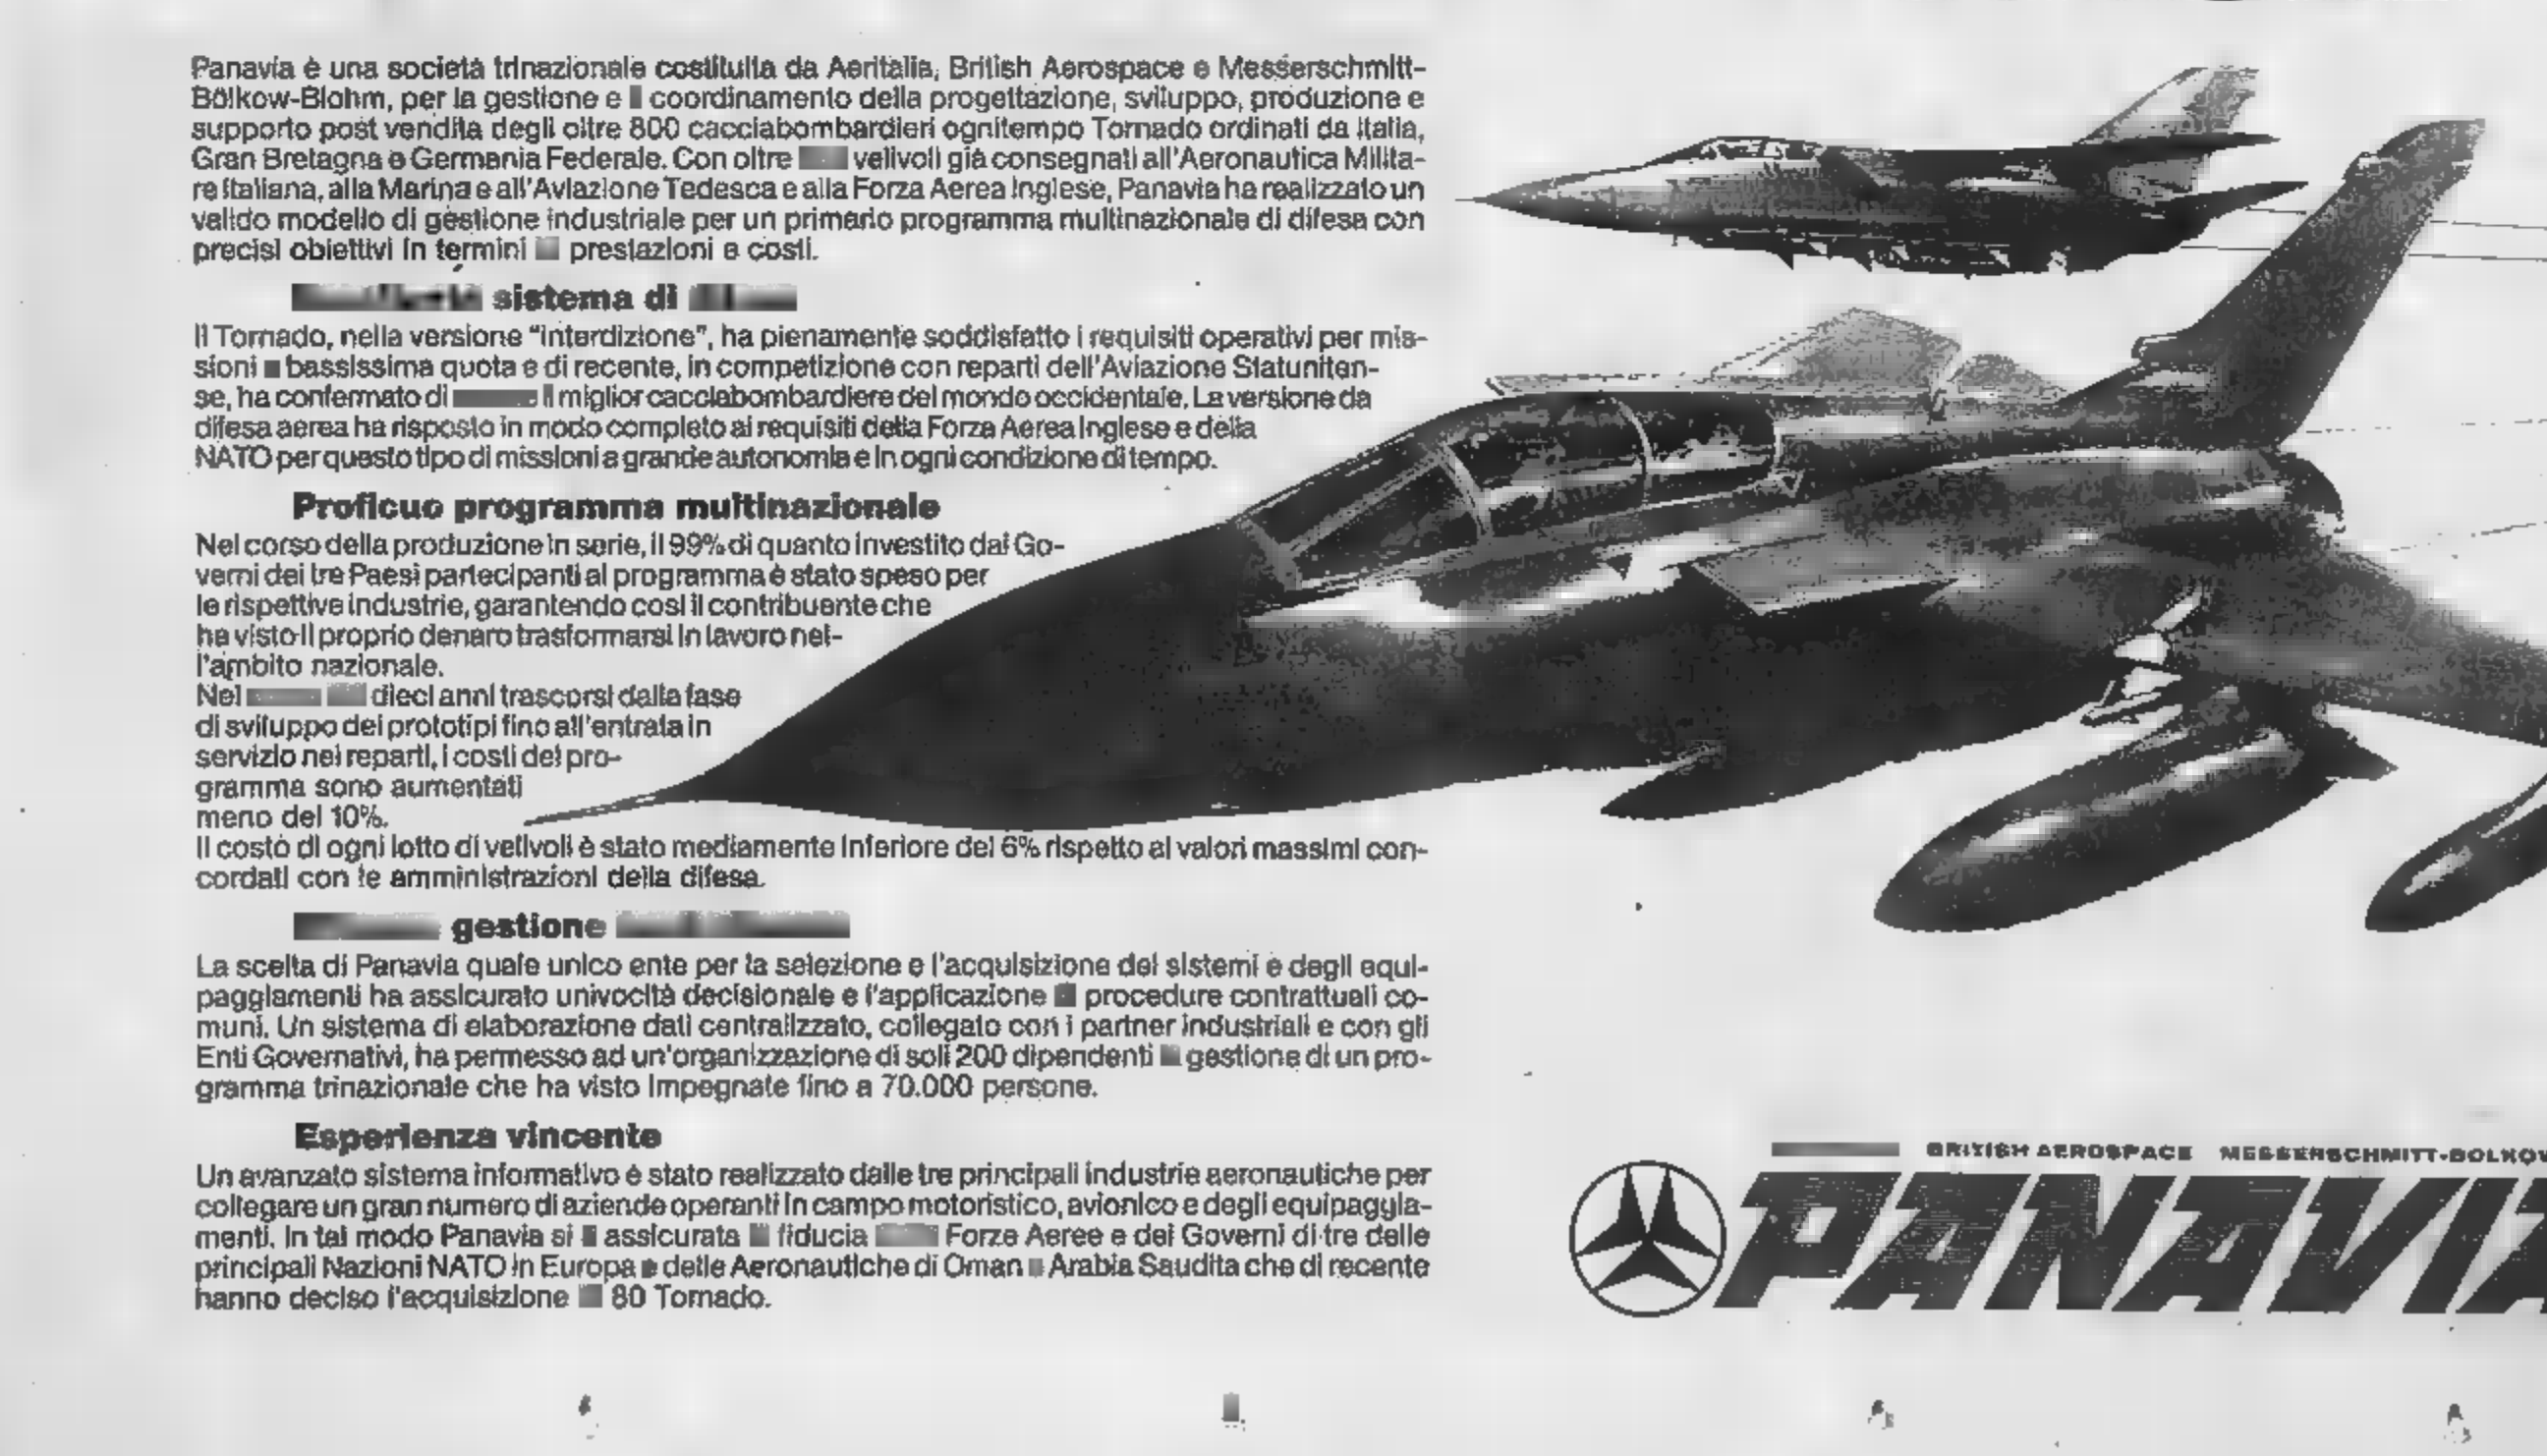 Panavia è una società trinazionale costituita da Aeritalia, British Aerospace e Messerschmitt-
Bölkow-Blohm, per la gestione e coordinamento della progettazione, sviluppo, produzione e
supporto post vendita degli oltre 800 cacciabombardieri ognitempo Tornado ordinati da Italia,
Gran Bretagna e Germania Federale. Con oltre velivoli già consegnati all'Aeronautica Milita-
re Italiana, alla Marina e all'Aviazione Tedesca e alla Forza Aerea Inglese, Panavia ha realizzato un
valido modello di gestione industriale per un primario programma multinazionale di difesa con
precisi obiettivi in termini prestazioni e costi.
sistema di
Il Tornado, nella versione "interdizione", ha pienamente soddisfatto i requisiti operativi per mis-
sioni bassissima quota e di recente, in competizione con reparti dell'Aviazione Statuniten-
se, ha confermato di il miglior cacciabombardiere del mondo occidentale. La versione da
difesa aerea ha risposto in modo completo ai requisiti della Forza Aerea Inglese e della
NATO per questo tipo di missioni a grande autonomia e in ogni condizione di tempo.
Proficuo programma multinazionale
Nel corso della produzione in serie, il 99% di quanto investito dai Go-
verni dei tre Paesi partecipanti al programma è stato speso per
le rispettive industrie, garantendo così il contribuente che
ha visto il proprio denaro trasformarsi in lavoro nel-
l'ambito nazionale.
Nei dieci anni trascorsi dalla fase
di sviluppo dei prototipi fino all'entrata in
servizio nei reparti, i costi del pro-
gramma sono aumentati
meno del 10%.
Il costo di ogni lotto di velivoli è stato mediamente inferiore del 6% rispetto ai valori massimi con-
cordati con le amministrazioni della difesa.
gestione
La scelta di Panavia quale unico ente per la selezione e l'acquisizione dei sistemi e degli equi-
paggiamenti ha assicurato univocità decisionale e l'applicazione procedure contrattuali co-
muni. Un sistema di elaborazione dati centralizzato, collegato con i partner industriali e con gli
Enti Governativi, ha permesso ad un'organizzazione di soli 200 dipendenti gestione di un pro-
gramma trinazionale che ha visto impegnate fino a 70.000 persone.
Esperienza vincente
Un avanzato sistema informativo è stato realizzato dalle tre principali industrie aeronautiche per
collegare un gran numero di aziende operanti in campo motoristico, avionico e degli equipaggia-
menti. In tal modo Panavia si assicurata fiducia Forze Aeree e dei Governi di tre delle
principali Nazioni NATO in Europa e delle Aeronautiche di Oman Arabia Saudita che di recente
hanno deciso l'acquisizione 80 Tornado.
BRITISH AEROSPACE MESSERSCHMITT-BOLKOW
PANAVIA